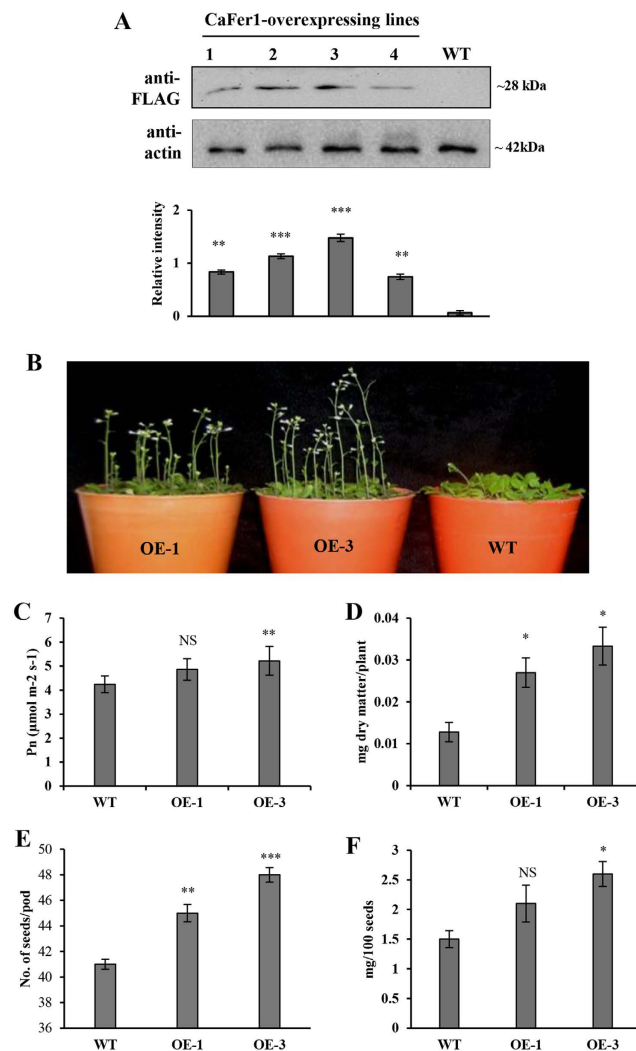 A
CaFer1-overexpressing lines
1 2 3 4 WT
anti-
FLAG
~28 kDa
anti-
actin
~ 42kDa
Relative intensity
2
1
0
**
***
***
**
B
OE-1 OE-3 WT
C
Pn (µmol m-2 s-1)
7
6
5
4
3
2
1
0
NS
**
WT OE-1 OE-3
D
mg dry matter/plant
0.04
0.03
0.02
0.01
0
*
*
WT OE-1 OE-3
E
No. of seeds/pod
50
48
46
44
42
40
38
36
**
***
WT OE-1 OE-3
F
mg/100 seeds
3
2.5
2
1.5
1
0.5
0
NS
*
WT OE-1 OE-3